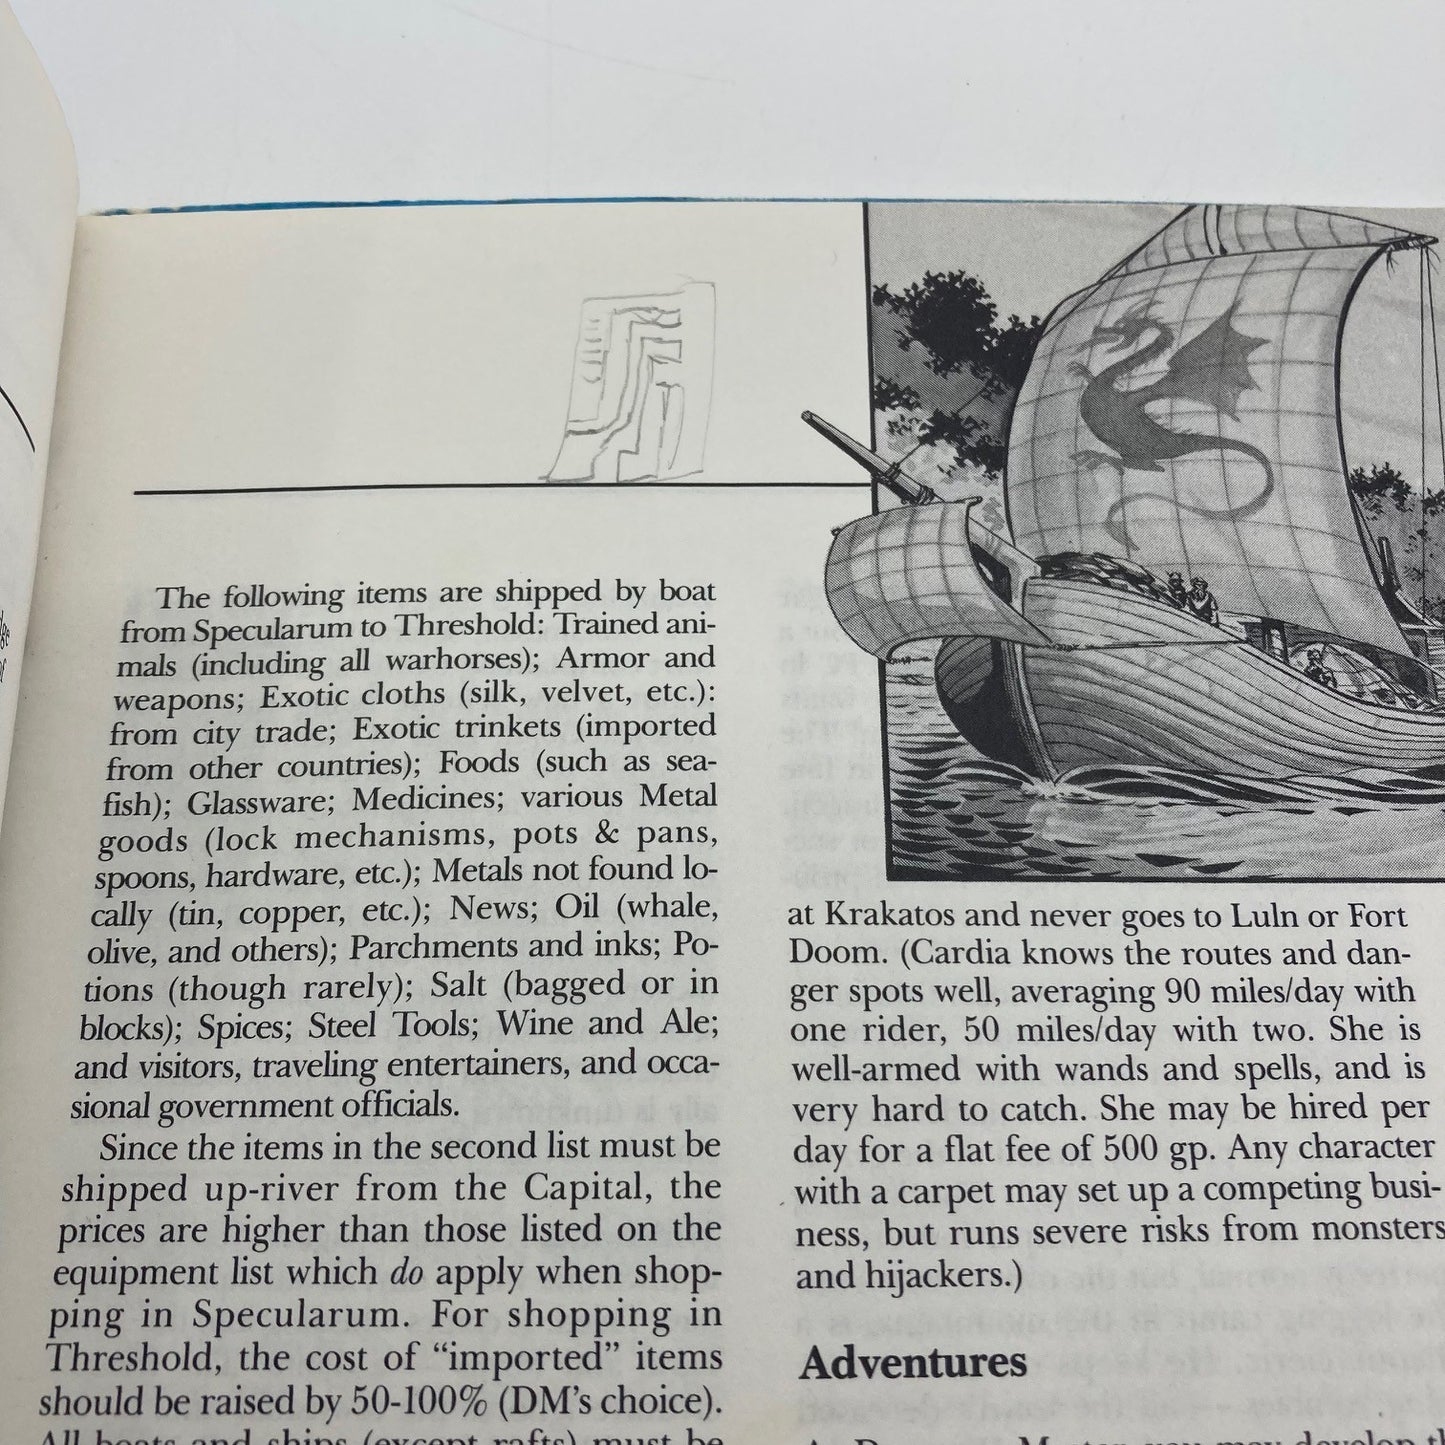 The following items are shipped by boat
from Specularum to Threshold: Trained ani-
mals (including all warhorses); Armor and
weapons; Exotic cloths (silk, velvet, etc.):
from city trade; Exotic trinkets (imported
from other countries); Foods (such as sea-
fish); Glassware; Medicines; various Metal
goods (lock mechanisms, pots & pans,
spoons, hardware, etc.); Metals not found lo-
cally (tin, copper, etc.); News; Oil (whale,
olive, and others); Parchments and inks; Po-
tions (though rarely); Salt (bagged or in
blocks); Spices; Steel Tools; Wine and Ale;
and visitors, traveling entertainers, and occa-
sional government officials.
Since the items in the second list must be
shipped up-river from the Capital, the
prices are higher than those listed on the
equipment list which do apply when shop-
ping in Specularum. For shopping in
Threshold, the cost of “imported” items
should be raised by 50-100% (DM’s choice).
All boats and ships (except rafts) must be
at Krakatos and never goes to Luln or Fort
Doom. (Cardia knows the routes and dan-
ger spots well, averaging 90 miles/day with
one rider, 50 miles/day with two. She is
well-armed with wands and spells, and is
very hard to catch. She may be hired per
day for a flat fee of 500 gp. Any character
with a carpet may set up a competing busi-
ness, but runs severe risks from monsters
and hijackers.)
Adventures